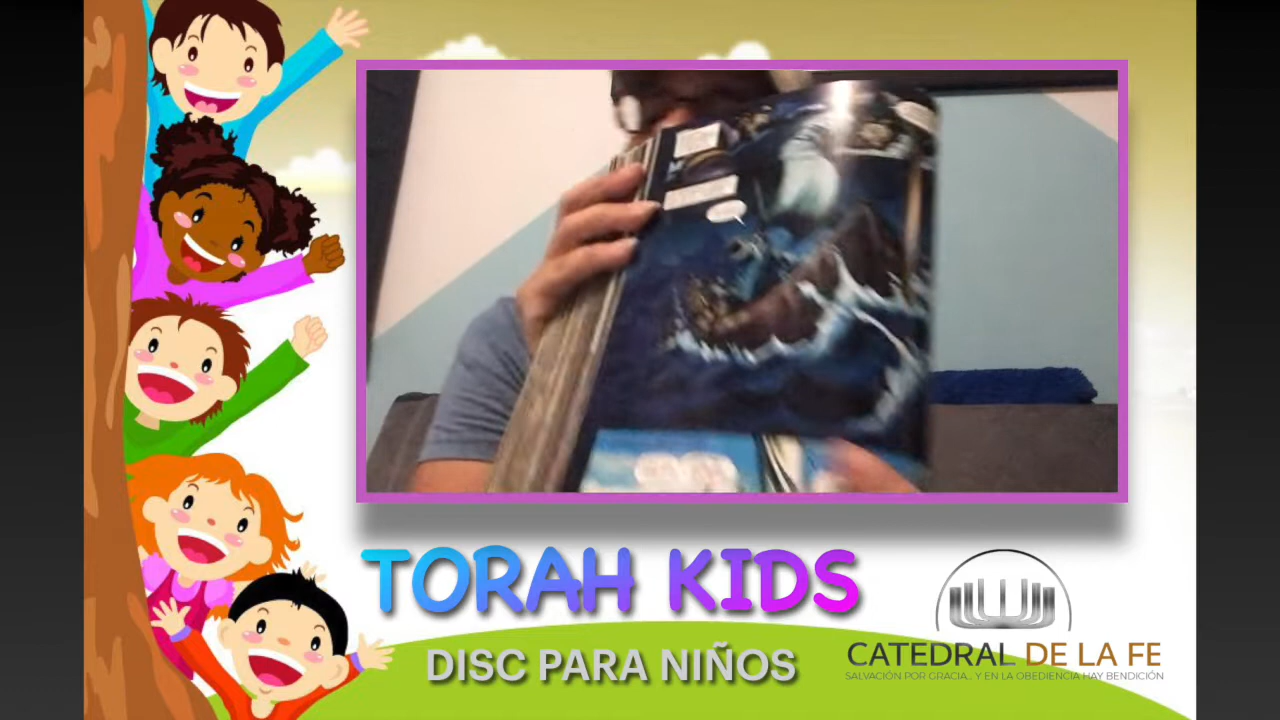 TORAH KIDS
DISC PARA NIÑOS
CATEDRAL DE LA FE
SALVACIÓN POR GRACIA... Y EN LA OBEDIENCIA HAY BENDICIÓN